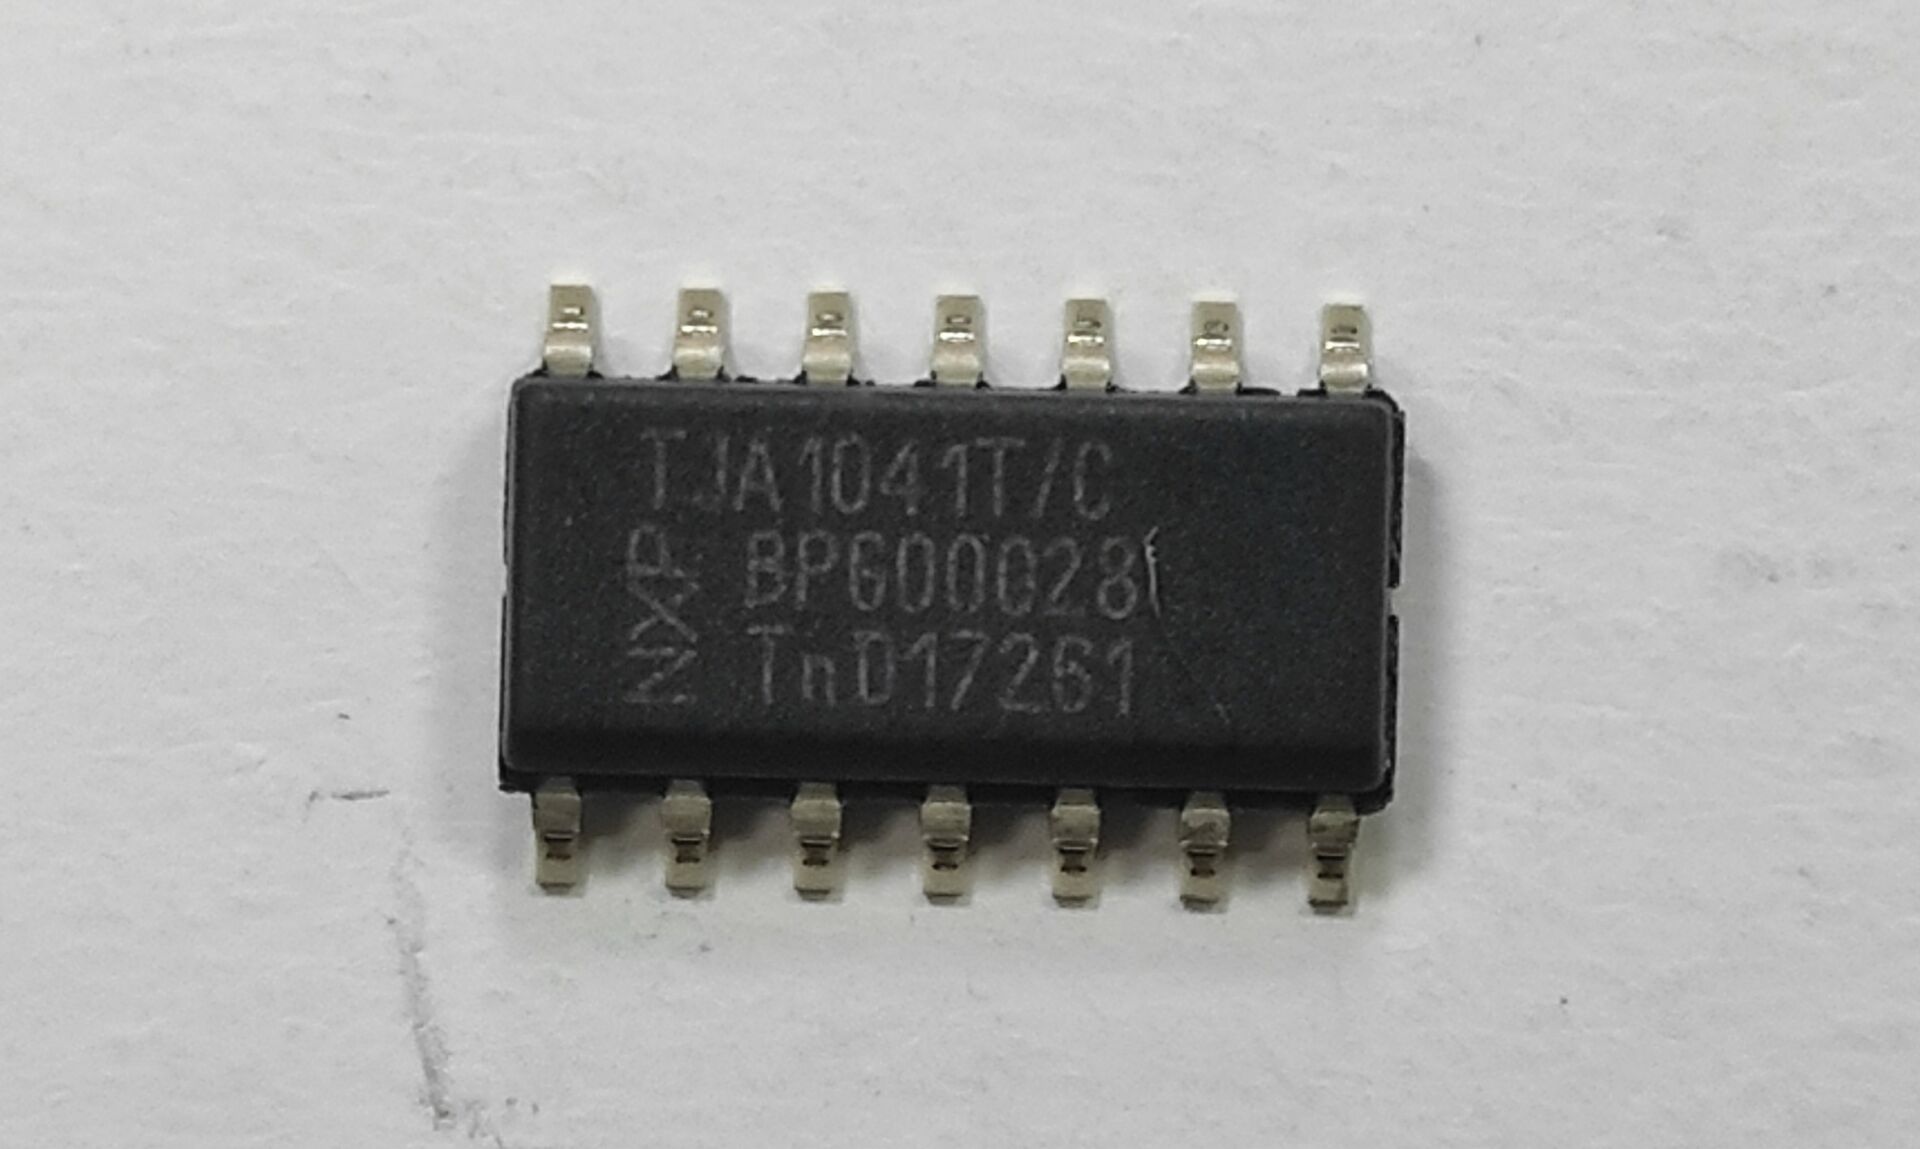 TJA1041T/C
NXP
BPG00028
TnD17261